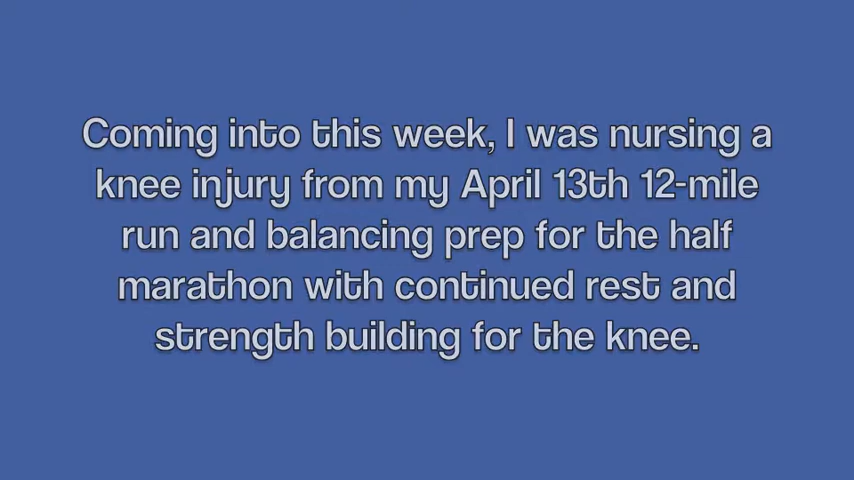 Coming into this week, I was nursing a
knee injury from my April 13th 12-mile
run and balancing prep for the half
marathon with continued rest and
strength building for the knee.